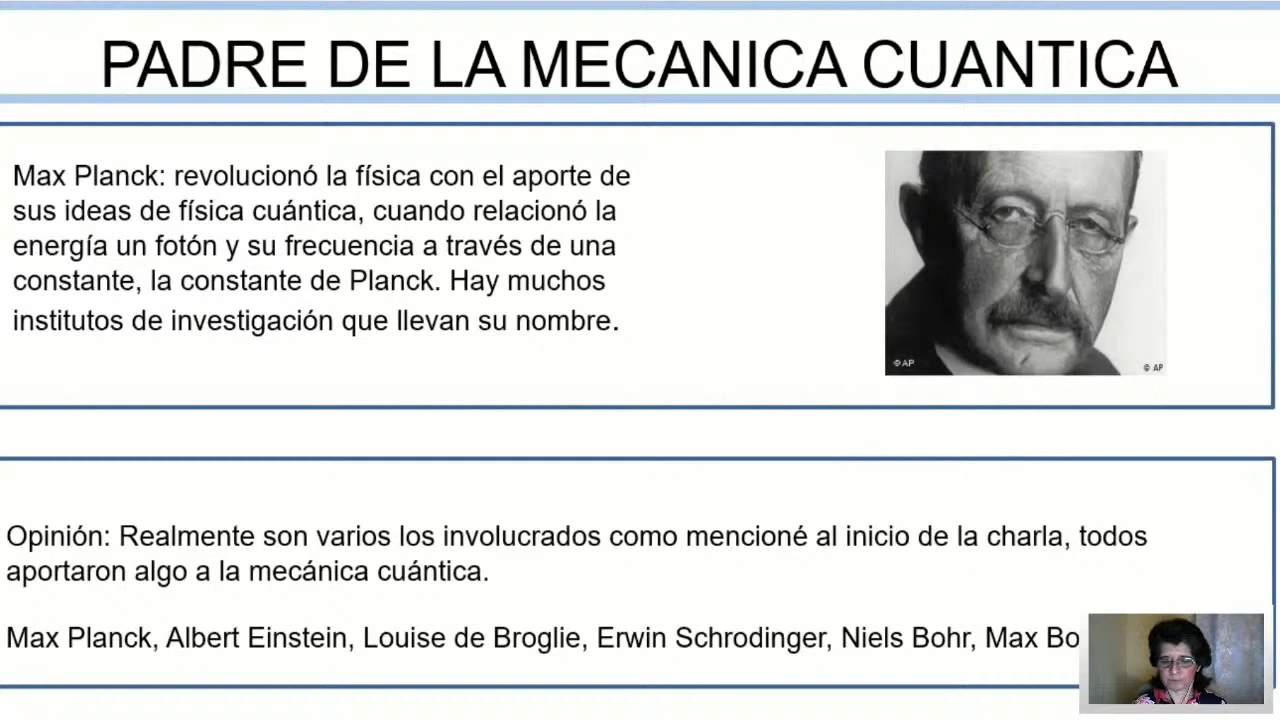 PADRE DE LA MECANICA CUANTICA
Max Planck: revolucionó la física con el aporte de
sus ideas de física cuántica, cuando relacionó la
energía un fotón y su frecuencia a través de una
constante, la constante de Planck. Hay muchos
institutos de investigación que llevan su nombre.
© AP
© AP
Opinión: Realmente son varios los involucrados como mencioné al inicio de la charla, todos
aportaron algo a la mecánica cuántica.
Max Planck, Albert Einstein, Louise de Broglie, Erwin Schrodinger, Niels Bohr, Max